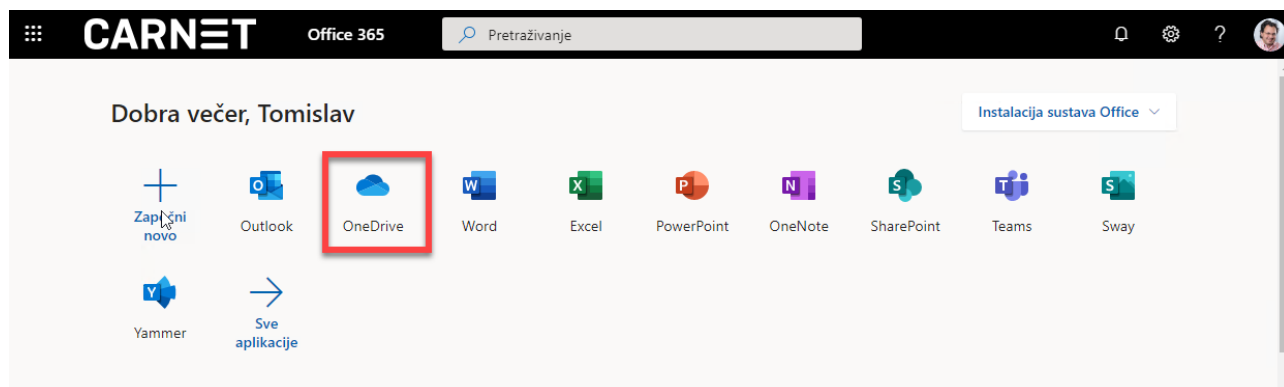 CARNET
Office 365
Pretraživanje
?
Dobra večer, Tomislav
Instalacija sustava Office
Započni
novo
Outlook
OneDrive
Word
Excel
PowerPoint
OneNote
SharePoint
Teams
Sway
Yammer
Sve
aplikacije